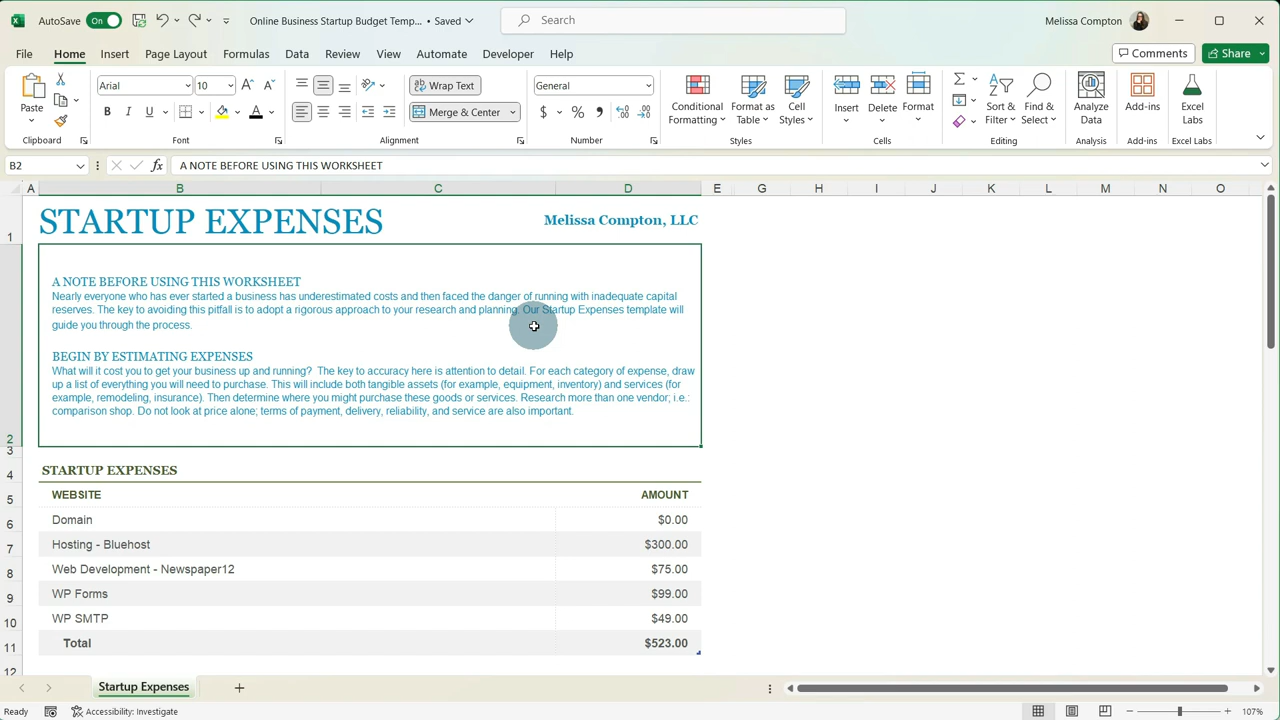 AutoSave On Online Business Startup Budget Temp... • Saved Search Melissa Compton
File Home Insert Page Layout Formulas Data Review View Automate Developer Help Comments Share
Arial 10 A A Wrap Text General
Paste B I U A Merge & Center $ % , Conditional Formatting Format as Table Cell Styles Insert Delete Format Sort & Filter Find & Select Analyze Data Add-ins Excel Labs
Clipboard Font Alignment Number Styles Cells Editing Analysis Add-ins Excel Labs
B2 fx A NOTE BEFORE USING THIS WORKSHEET
A B C D E G H I J K L M N O
1 STARTUP EXPENSES Melissa Compton, LLC
A NOTE BEFORE USING THIS WORKSHEET
Nearly everyone who has ever started a business has underestimated costs and then faced the danger of running with inadequate capital
reserves. The key to avoiding this pitfall is to adopt a rigorous approach to your research and planning. Our Startup Expenses template will
guide you through the process.
BEGIN BY ESTIMATING EXPENSES
What will it cost you to get your business up and running? The key to accuracy here is attention to detail. For each category of expense, draw
up a list of everything you will need to purchase. This will include both tangible assets (for example, equipment, inventory) and services (for
example, remodeling, insurance). Then determine where you might purchase these goods or services. Research more than one vendor; i.e.:
comparison shop. Do not look at price alone; terms of payment, delivery, reliability, and service are also important.
2
3
4 STARTUP EXPENSES
5 WEBSITE AMOUNT
6 Domain $0.00
7 Hosting - Bluehost $300.00
8 Web Development - Newspaper12 $75.00
9 WP Forms $99.00
10 WP SMTP $49.00
11 Total $523.00
12
Startup Expenses
Ready Accessibility: Investigate 107%